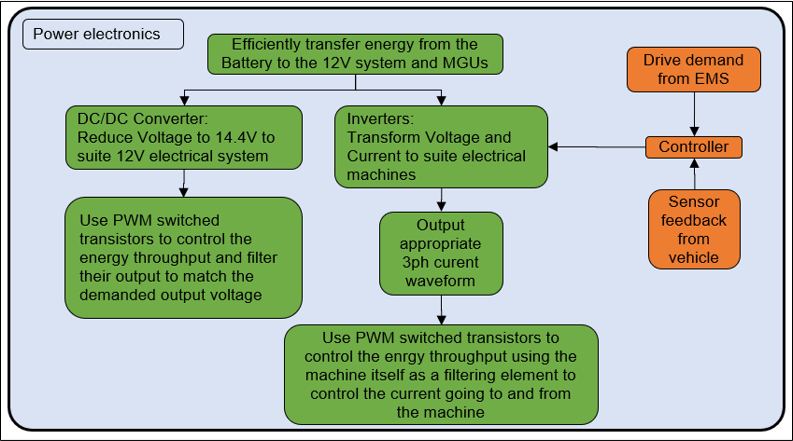 Power electronics
Efficiently transfer energy from the
Battery to the 12V system and MGUs
Drive demand
from EMS
DC/DC Converter:
Reduce Voltage to 14.4V to
suite 12V electrical system
Inverters:
Transform Voltage and
Current to suite electrical
machines
Controller
Sensor
feedback
from
vehicle
Use PWM switched
transistors to control the
energy throughput and filter
their output to match the
demanded output voltage
Output
appropriate
3ph curent
waveform
Use PWM switched transistors to
control the enrgy throughput using the
machine itself as a filtering element to
control the current going to and from
the machine